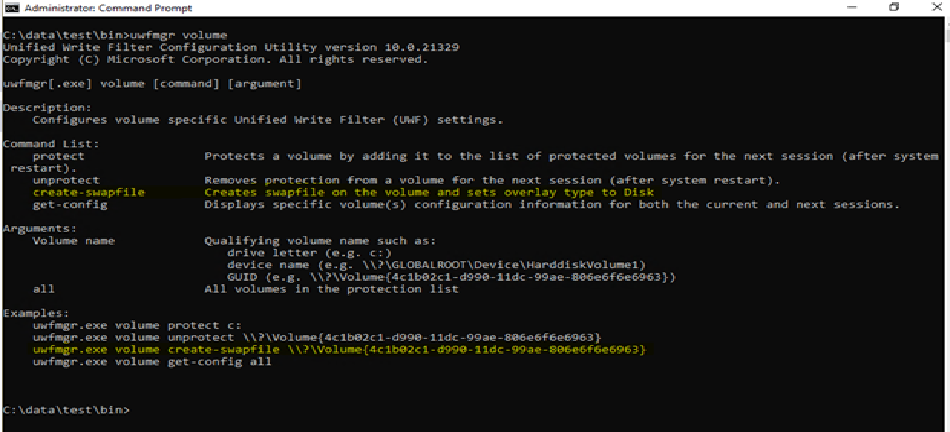 Administrator: Command Prompt
C:\data\test\bin>uwfmgr volume
Unified Write Filter Configuration Utility version 10.0.21329
Copyright (C) Microsoft Corporation. All rights reserved.
uwfmgr[.exe] volume [command] [argument]
Description:
Configures volume specific Unified Write Filter (UWF) settings.
Command List:
protect Protects a volume by adding it to the list of protected volumes for the next session (after system
restart).
unprotect Removes protection from a volume for the next session (after system restart).
create-swapfile Creates swapfile on the volume and sets overlay type to Disk
get-config Displays specific volume(s) configuration information for both the current and next sessions.
Arguments:
Volume name Qualifying volume name such as:
drive letter (e.g. c:)
device name (e.g. \\?\GLOBALROOT\Device\HarddiskVolume1)
GUID (e.g. \\?\Volume{4c1b02c1-d990-11dc-99ae-806e6f6e6963})
all All volumes in the protection list
Examples:
uwfmgr.exe volume protect c:
uwfmgr.exe volume unprotect \\?\Volume{4c1b02c1-d990-11dc-99ae-806e6f6e6963}
uwfmgr.exe volume create-swapfile \\?\Volume{4c1b02c1-d990-11dc-99ae-806e6f6e6963}
uwfmgr.exe volume get-config all
C:\data\test\bin>